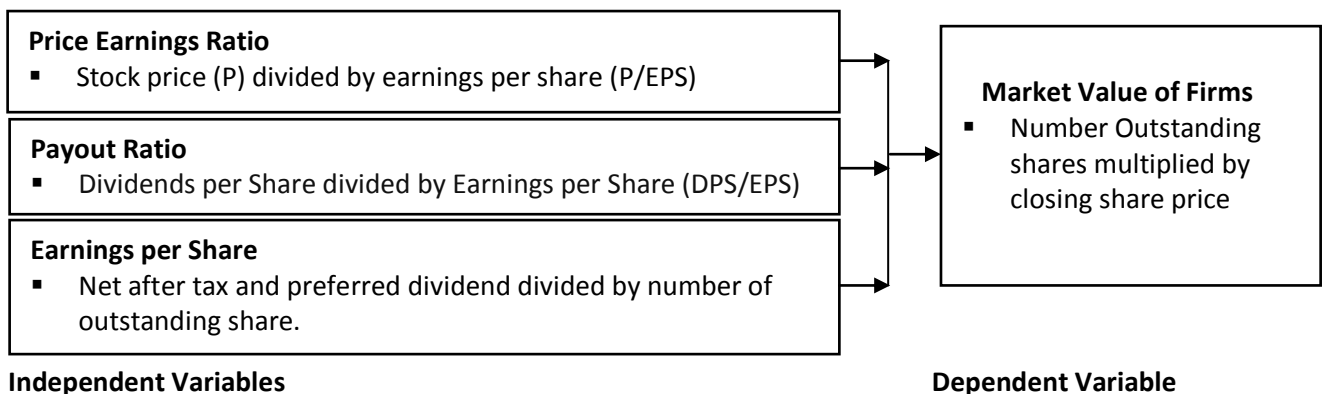 Price Earnings Ratio
▪ Stock price (P) divided by earnings per share (P/EPS)
Payout Ratio
▪ Dividends per Share divided by Earnings per Share (DPS/EPS)
Earnings per Share
▪ Net after tax and preferred dividend divided by number of
outstanding share.
Market Value of Firms
▪ Number Outstanding
shares multiplied by
closing share price
Independent Variables
Dependent Variable